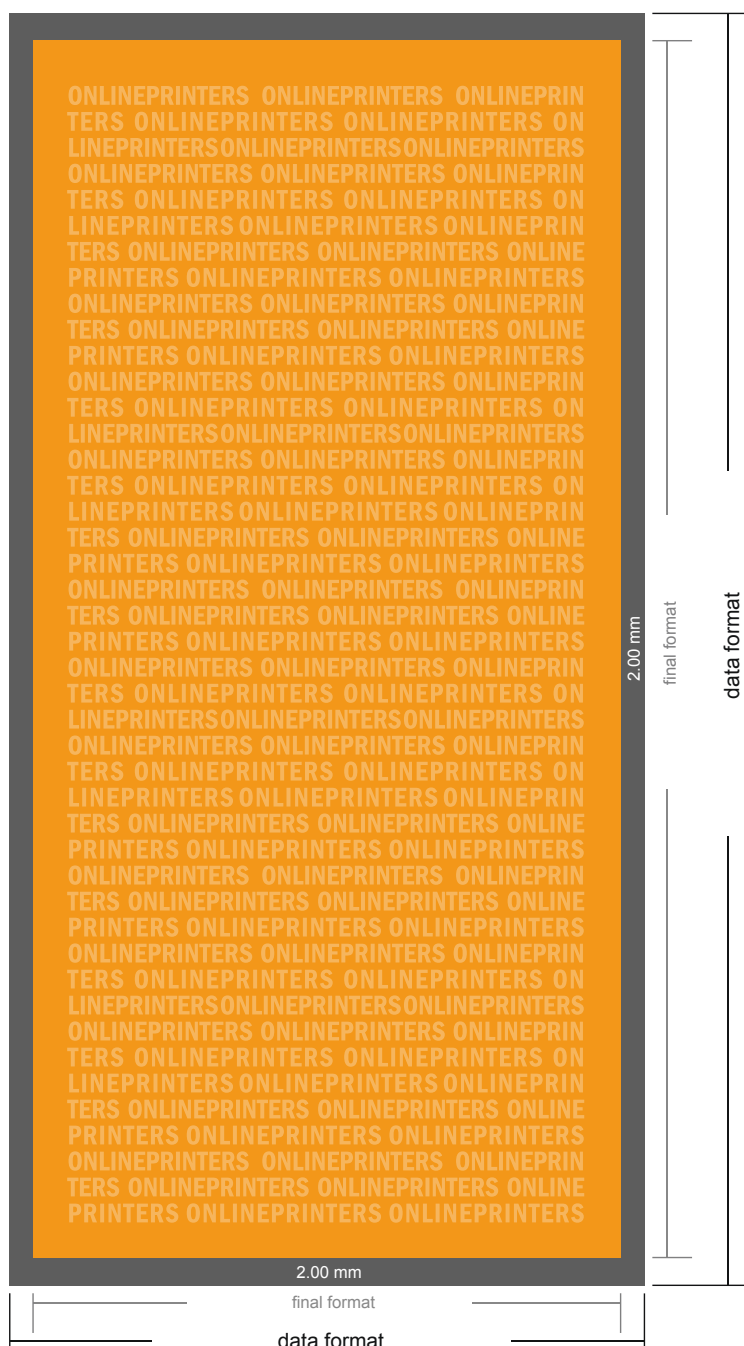 ONLINEPRINTERS ONLINEPRINTERS ONLINEPRIN
TERS ONLINEPRINTERS ONLINEPRINTERS ON
LINEPRINTERSONLINEPRINTERSONLINEPRINTERS
ONLINEPRINTERS ONLINEPRINTERS ONLINEPRIN
TERS ONLINEPRINTERS ONLINEPRINTERS ON
LINEPRINTERS ONLINEPRINTERS ONLINEPRIN
TERS ONLINEPRINTERS ONLINEPRINTERS ONLINE
PRINTERS ONLINEPRINTERS ONLINEPRINTERS
ONLINEPRINTERS ONLINEPRINTERS ONLINEPRIN
TERS ONLINEPRINTERS ONLINEPRINTERS ONLINE
PRINTERS ONLINEPRINTERS ONLINEPRINTERS
ONLINEPRINTERS ONLINEPRINTERS ONLINEPRIN
TERS ONLINEPRINTERS ONLINEPRINTERS ON
LINEPRINTERSONLINEPRINTERSONLINEPRINTERS
ONLINEPRINTERS ONLINEPRINTERS ONLINEPRIN
TERS ONLINEPRINTERS ONLINEPRINTERS ON
LINEPRINTERS ONLINEPRINTERS ONLINEPRIN
TERS ONLINEPRINTERS ONLINEPRINTERS ONLINE
PRINTERS ONLINEPRINTERS ONLINEPRINTERS
ONLINEPRINTERS ONLINEPRINTERS ONLINEPRIN
TERS ONLINEPRINTERS ONLINEPRINTERS ONLINE
PRINTERS ONLINEPRINTERS ONLINEPRINTERS
ONLINEPRINTERS ONLINEPRINTERS ONLINEPRIN
TERS ONLINEPRINTERS ONLINEPRINTERS ON
LINEPRINTERSONLINEPRINTERSONLINEPRINTERS
ONLINEPRINTERS ONLINEPRINTERS ONLINEPRIN
TERS ONLINEPRINTERS ONLINEPRINTERS ON
LINEPRINTERS ONLINEPRINTERS ONLINEPRIN
TERS ONLINEPRINTERS ONLINEPRINTERS ONLINE
PRINTERS ONLINEPRINTERS ONLINEPRINTERS
ONLINEPRINTERS ONLINEPRINTERS ONLINEPRIN
TERS ONLINEPRINTERS ONLINEPRINTERS ONLINE
PRINTERS ONLINEPRINTERS ONLINEPRINTERS
ONLINEPRINTERS ONLINEPRINTERS ONLINEPRIN
TERS ONLINEPRINTERS ONLINEPRINTERS ON
LINEPRINTERSONLINEPRINTERSONLINEPRINTERS
ONLINEPRINTERS ONLINEPRINTERS ONLINEPRIN
TERS ONLINEPRINTERS ONLINEPRINTERS ON
LINEPRINTERS ONLINEPRINTERS ONLINEPRIN
TERS ONLINEPRINTERS ONLINEPRINTERS ONLINE
PRINTERS ONLINEPRINTERS ONLINEPRINTERS
ONLINEPRINTERS ONLINEPRINTERS ONLINEPRIN
TERS ONLINEPRINTERS ONLINEPRINTERS ONLINE
PRINTERS ONLINEPRINTERS ONLINEPRINTERS
2.00 mm
final format
data format
2.00 mm
final format
data format